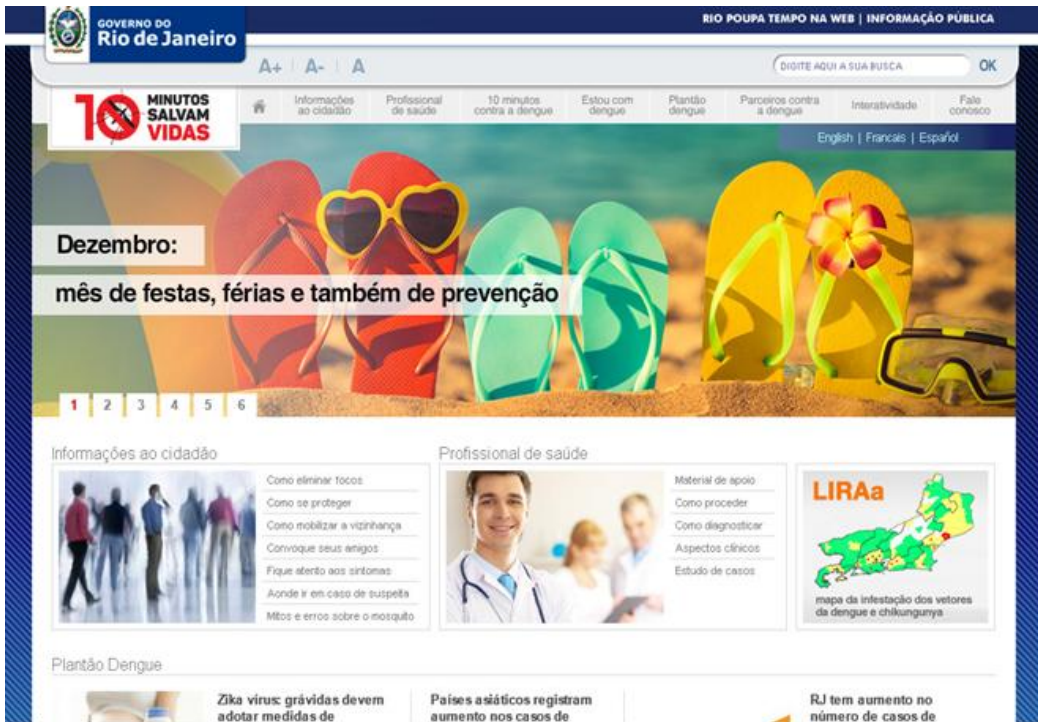 GOVERNO DO
Rio de Janeiro
RIO POUPA TEMPO NA WEB | INFORMAÇÃO PÚBLICA
A+ | A- | A
DIGITE AQUI A SUA BUSCA
OK
10 MINUTOS
SALVAM
VIDAS
Informações
ao cidadão
Profissional
de saúde
10 minutos
contra a dengue
Estou com
dengue
Plantão
dengue
Parceiros contra
a dengue
Interatividade
Fale
conosco
English | Francais | Español
Dezembro:
mês de festas, férias e também de prevenção
1 2 3 4 5 6
Informações ao cidadão
Como eliminar focos
Como se proteger
Como mobilizar a vizinhança
Convoque seus amigos
Fique atento aos sintomas
Aonde ir em caso de suspeita
Mitos e erros sobre o mosquito
Profissional de saúde
Material de apoio
Como proceder
Como diagnosticar
Aspectos clínicos
Estudo de casos
LIRAa
mapa da infestação dos vetores
da dengue e chikungunya
Plantão Dengue
Zika virus: grávidas devem
adotar medidas de
Países asiáticos registram
aumento nos casos de
RJ tem aumento no
número de casos de